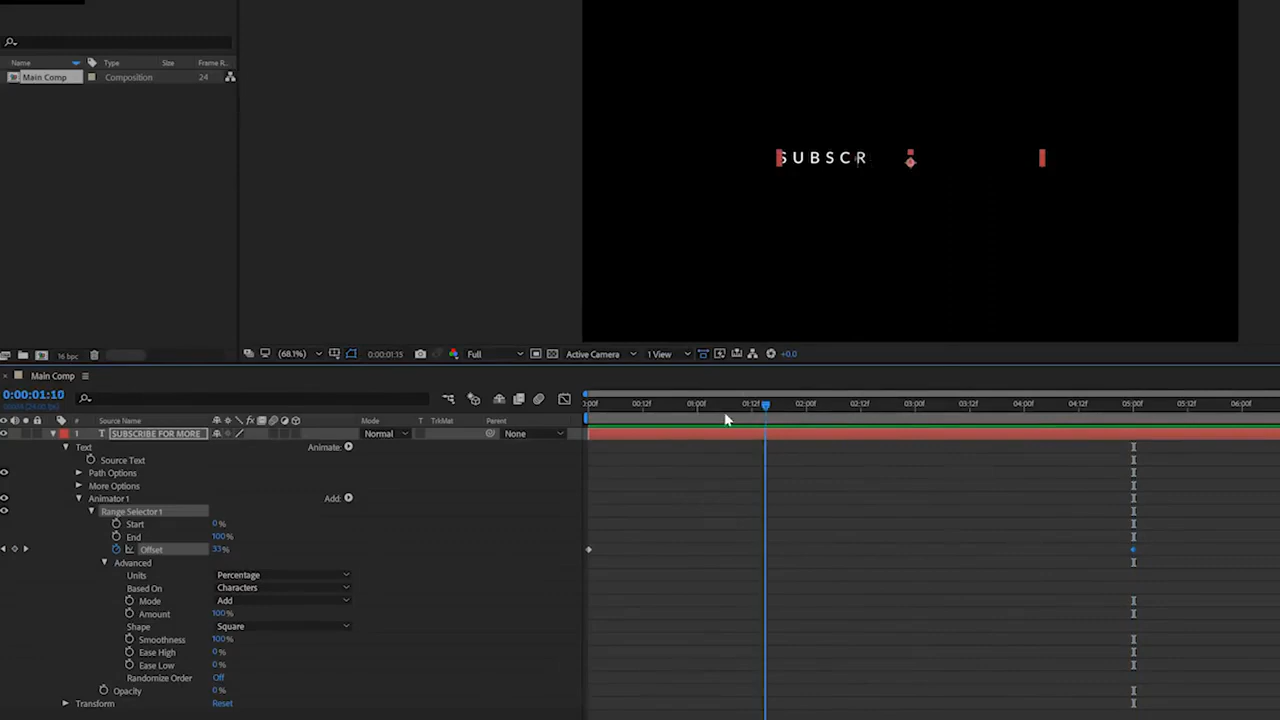 Name Type Size Frame R..
Main Comp Composition 24
SUBSCR
16 bpc
(68.1%) 0:00:01:15 Full Active Camera 1 View +0.0
Main Comp
0:00:01:10
:00f 00:12f 01:00f 01:12f 02:00f 02:12f 03:00f 03:12f 04:00f 04:12f 05:00f 05:12f 06:00f
# Source Name fx Mode T TrkMat Parent
1 T SUBSCRIBE FOR MORE Normal None
Text Animate:
Source Text
Path Options
More Options
Animator 1 Add:
Range Selector 1
Start 0%
End 100%
Offset 33%
Advanced
Units Percentage
Based On Characters
Mode Add
Amount 100%
Shape Square
Smoothness 100%
Ease High 0%
Ease Low 0%
Randomize Order Off
Opacity 0%
Transform Reset